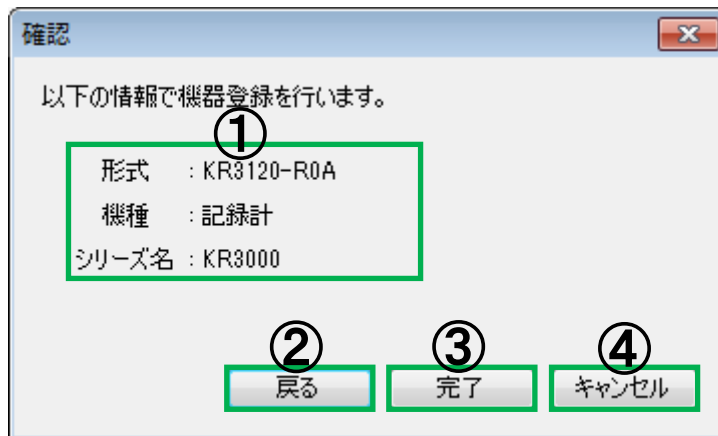 確認
以下の情報で機器登録を行います。
①
形式 : KR3120-R0A
機種 : 記録計
シリーズ名 : KR3000
② ③ ④
戻る 完了 キャンセル